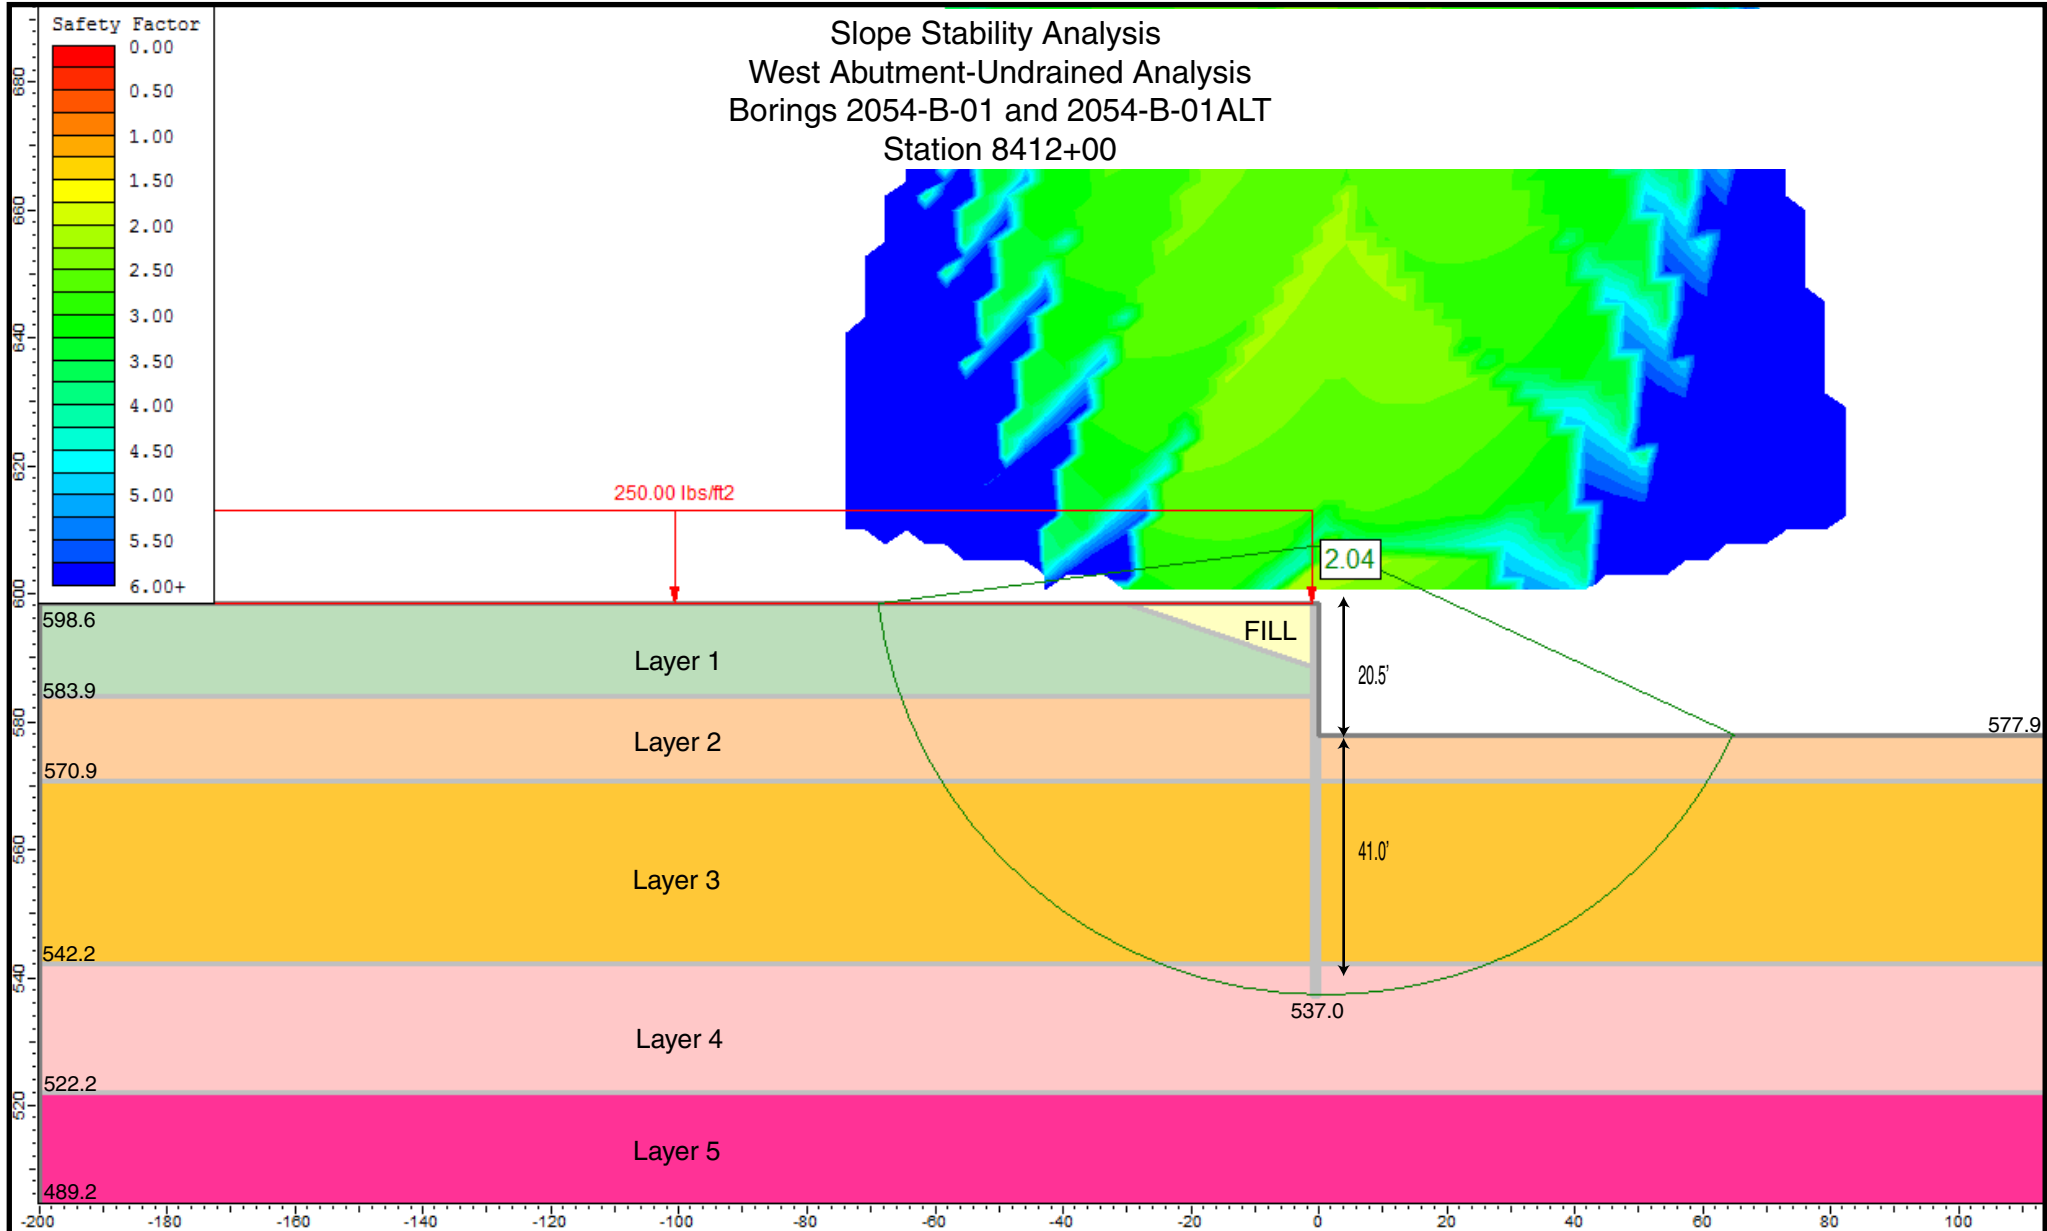 Safety Factor
0.00
0.50
1.00
1.50
2.00
2.50
3.00
3.50
4.00
4.50
5.00
5.50
6.00+
Slope Stability Analysis
West Abutment-Undrained Analysis
Borings 2054-B-01 and 2054-B-01ALT
Station 8412+00
680
660
640
620
600
580
560
540
520
250.00 lbs/ft2
2.04
598.6
FILL
Layer 1
20.5'
583.9
577.9
Layer 2
570.9
41.0'
Layer 3
542.2
537.0
Layer 4
522.2
Layer 5
489.2
-200 -180 -160 -140 -120 -100 -80 -60 -40 -20 0 20 40 60 80 100